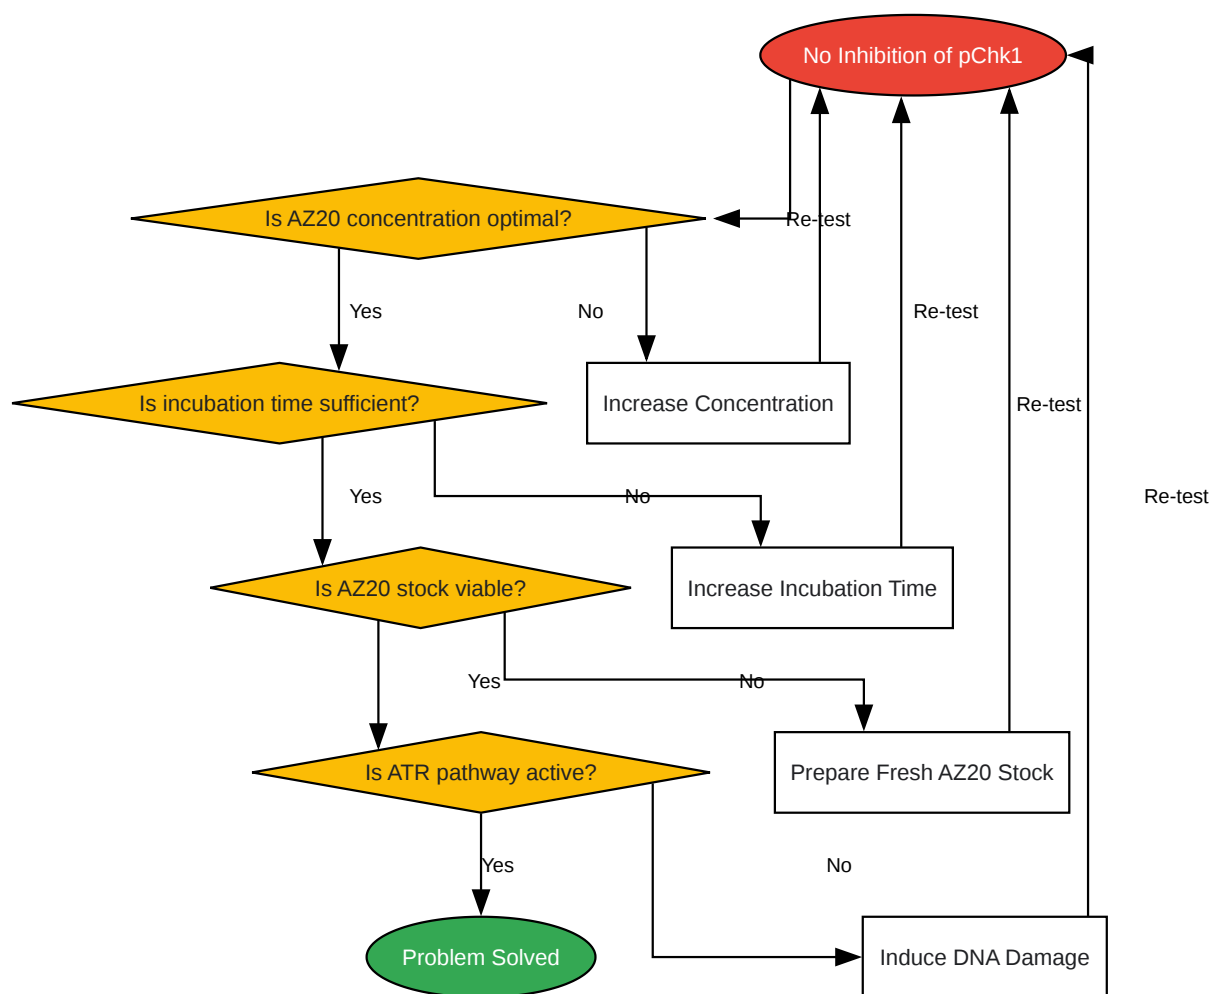 No Inhibition of pChk1
Is AZ20 concentration optimal?
Re-test
Yes
No
Re-test
Is incubation time sufficient?
Increase Concentration
Re-test
Yes
No
Re-test
Is AZ20 stock viable?
Increase Incubation Time
Yes
No
Is ATR pathway active?
Prepare Fresh AZ20 Stock
Yes
No
Problem Solved
Induce DNA Damage